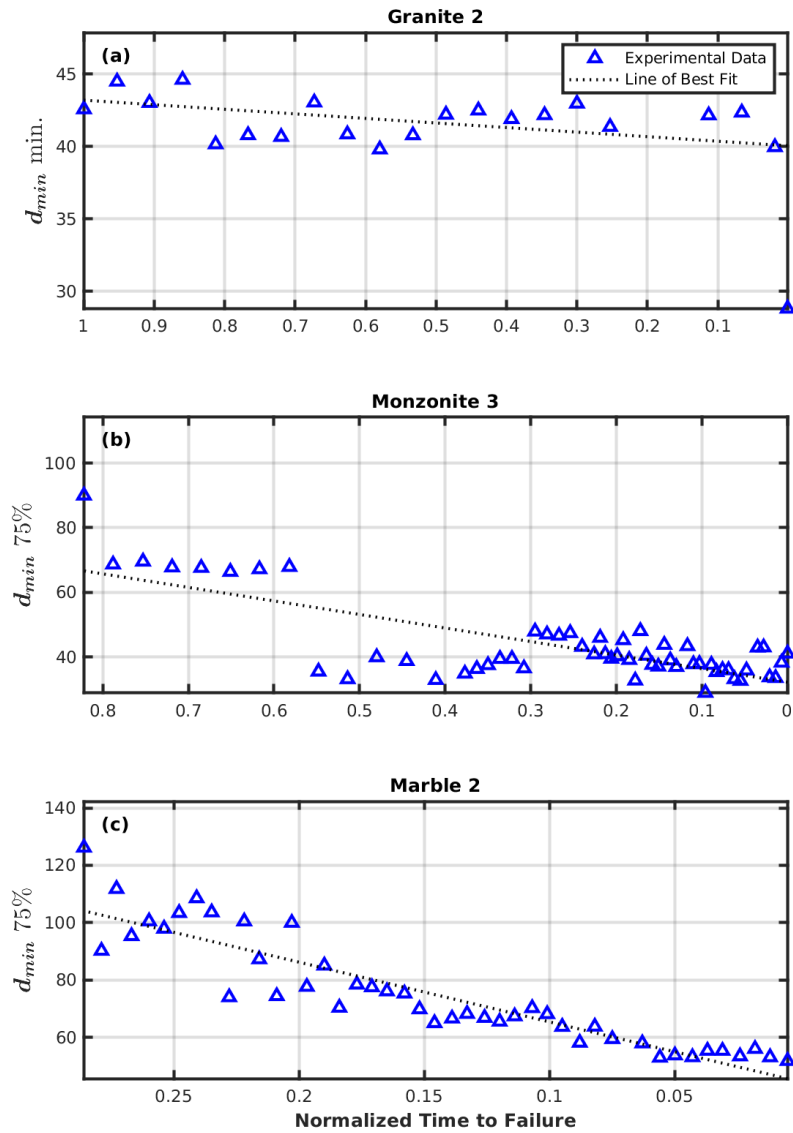 Granite 2
(a)
Experimental Data
Line of Best Fit
45
40
35
30
d_min min.
1 0.9 0.8 0.7 0.6 0.5 0.4 0.3 0.2 0.1
Monzonite 3
(b)
100
80
60
40
d_min 75%
0.8 0.7 0.6 0.5 0.4 0.3 0.2 0.1 0
Marble 2
(c)
140
120
100
80
60
d_min 75%
0.25 0.2 0.15 0.1 0.05
Normalized Time to Failure